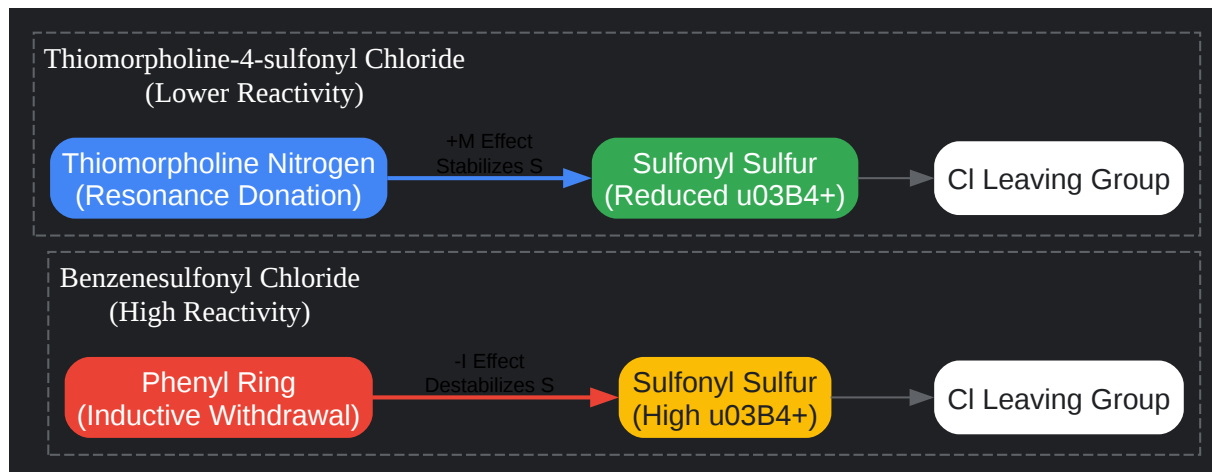 Thiomorpholine-4-sulfonyl Chloride
(Lower Reactivity)
Thiomorpholine Nitrogen
(Resonance Donation)
+M Effect
Stabilizes S
Sulfonyl Sulfur
(Reduced u03B4+)
Cl Leaving Group
Benzenesulfonyl Chloride
(High Reactivity)
Phenyl Ring
(Inductive Withdrawal)
-I Effect
Destabilizes S
Sulfonyl Sulfur
(High u03B4+)
Cl Leaving Group